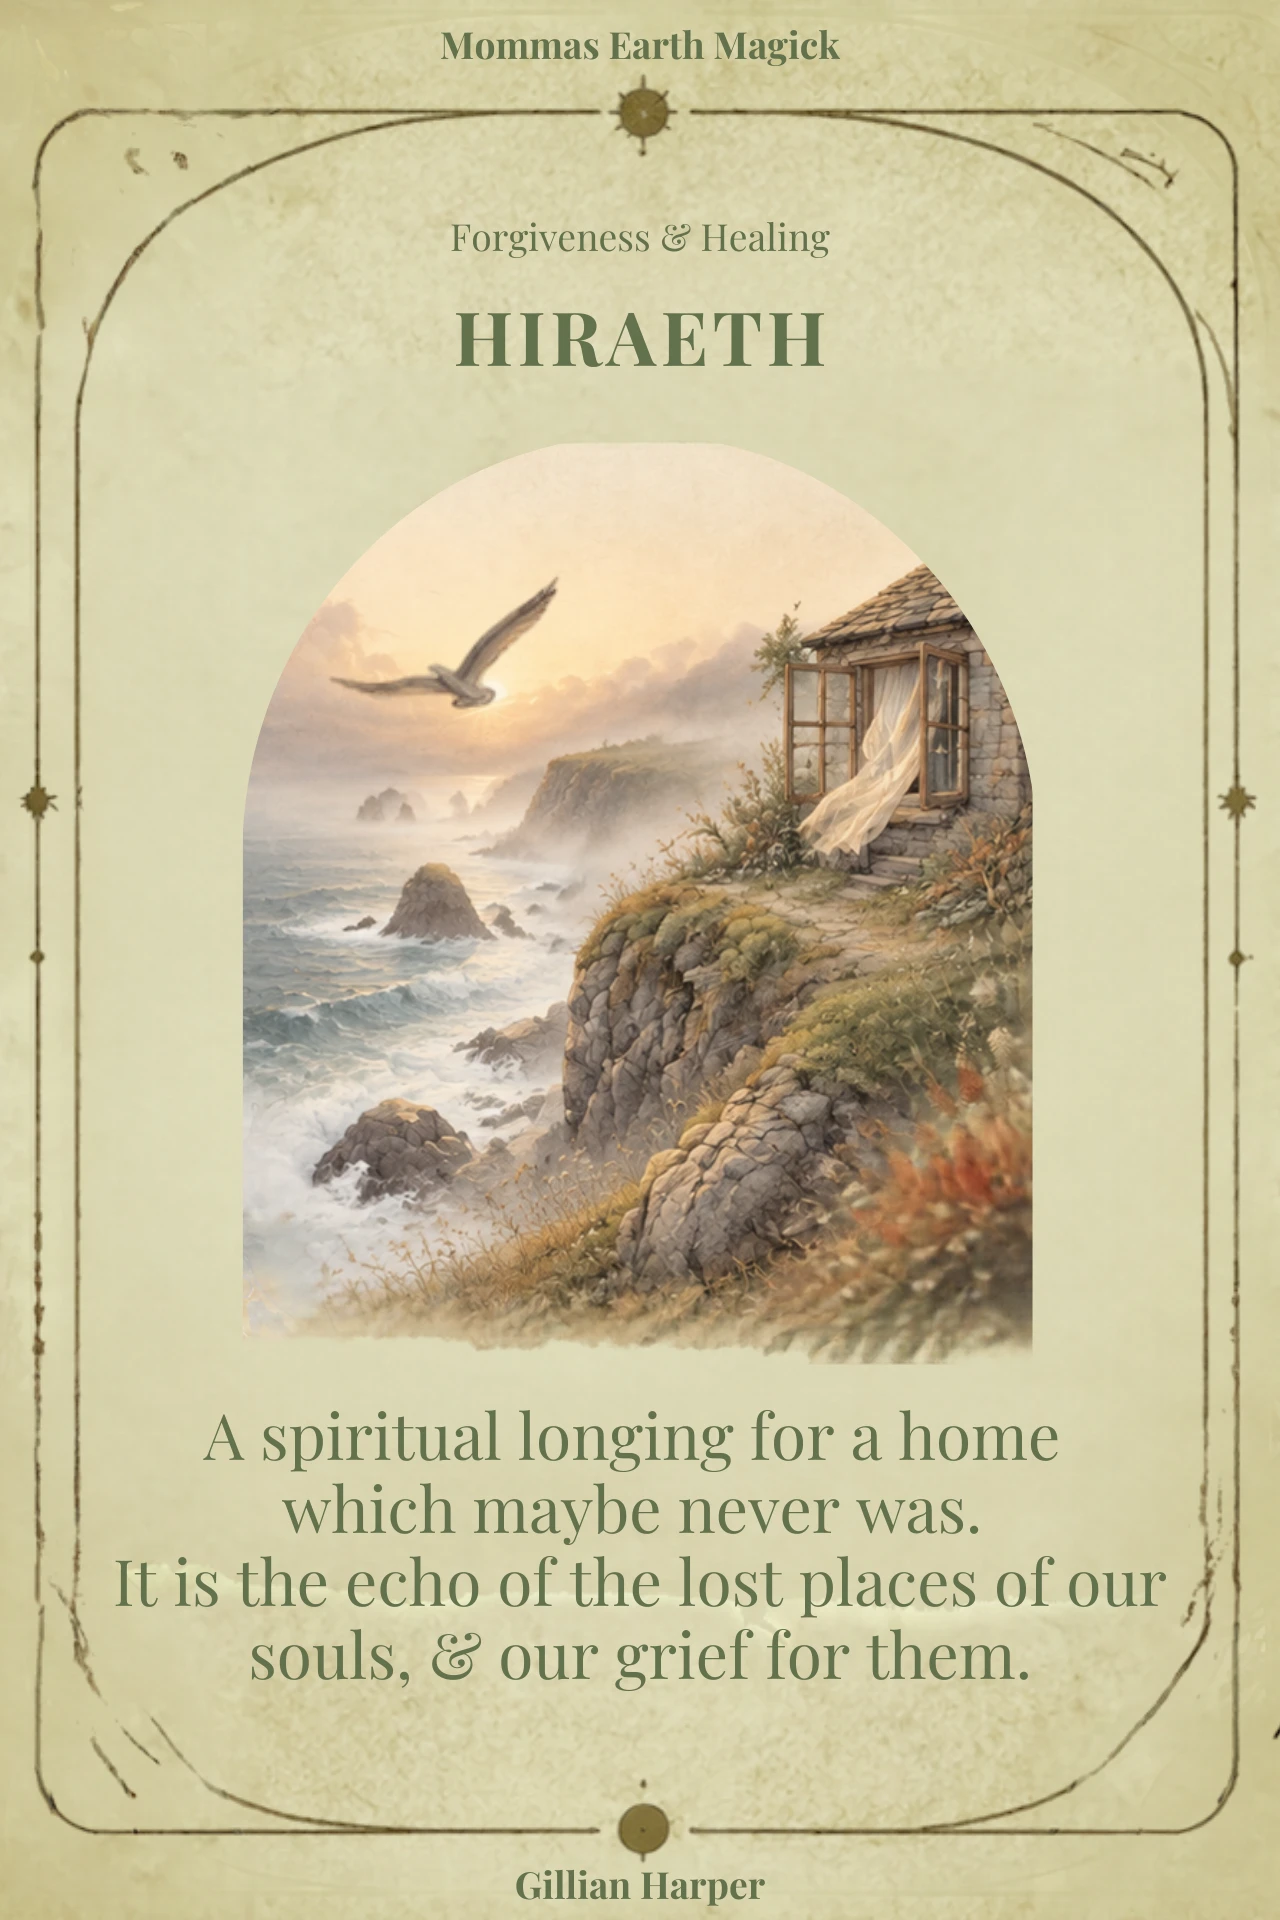 Mommas Earth Magick
Forgiveness & Healing
HIRAETH
A spiritual longing for a home
which maybe never was.
It is the echo of the lost places of our
souls, & our grief for them.
Gillian Harper